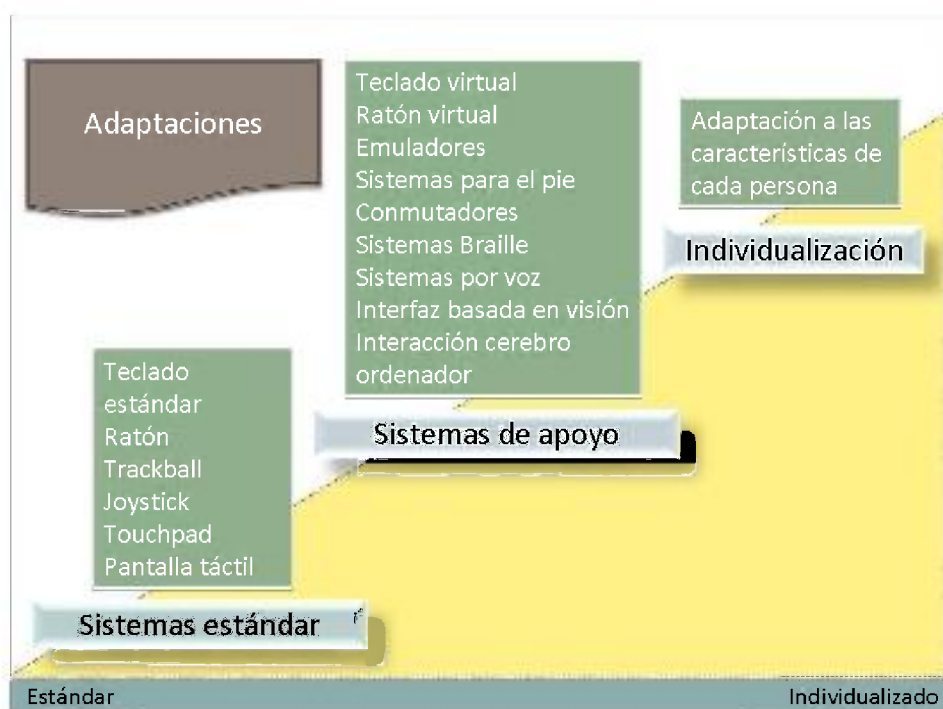 Adaptaciones
Teclado virtual
Ratón virtual
Emuladores
Sistemas para el pie
Conmutadores
Sistemas Braille
Sistemas por voz
Interfaz basada en visión
Interacción cerebro
ordenador
Adaptación a las
características de
cada persona
Individualización
Teclado
estándar
Ratón
Trackball
Joystick
Touchpad
Pantalla táctil
Sistemas de apoyo
Sistemas estándar
Estándar
Individualizado